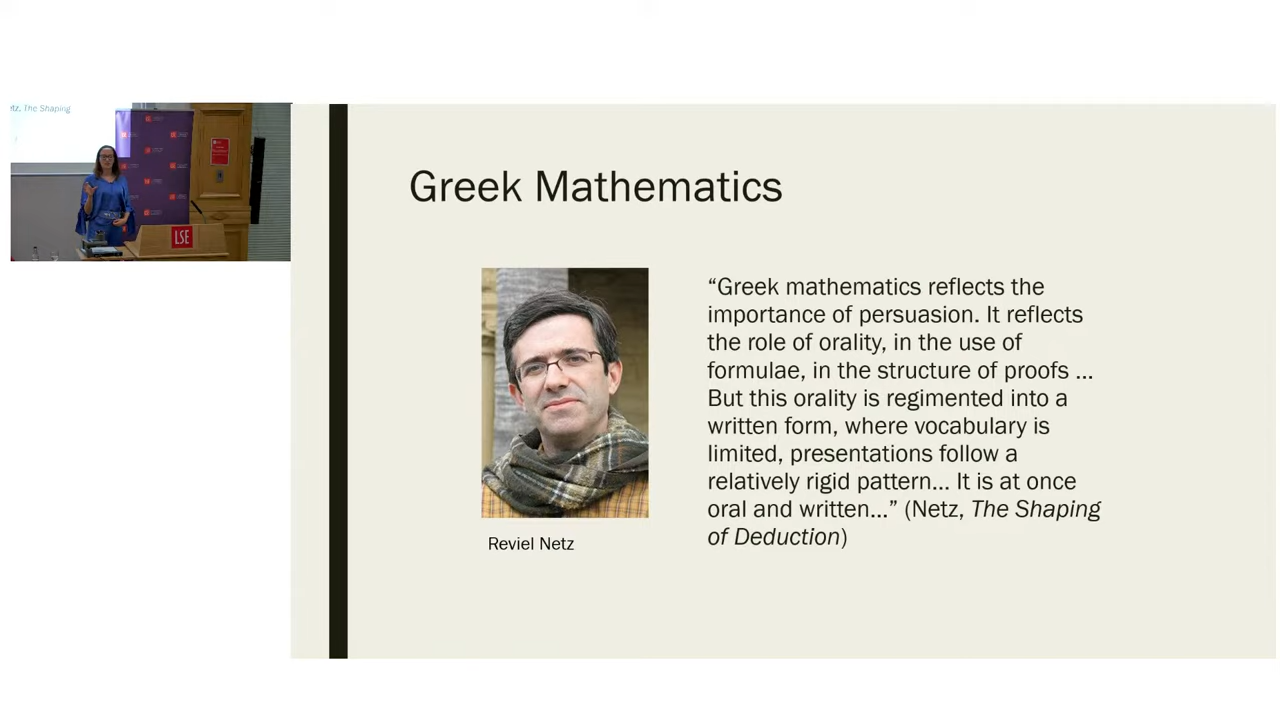 etz, The Shaping
LSE
Greek Mathematics
“Greek mathematics reflects the
importance of persuasion. It reflects
the role of orality, in the use of
formulae, in the structure of proofs ...
But this orality is regimented into a
written form, where vocabulary is
limited, presentations follow a
relatively rigid pattern... It is at once
oral and written...” (Netz, The Shaping
of Deduction)
Reviel Netz